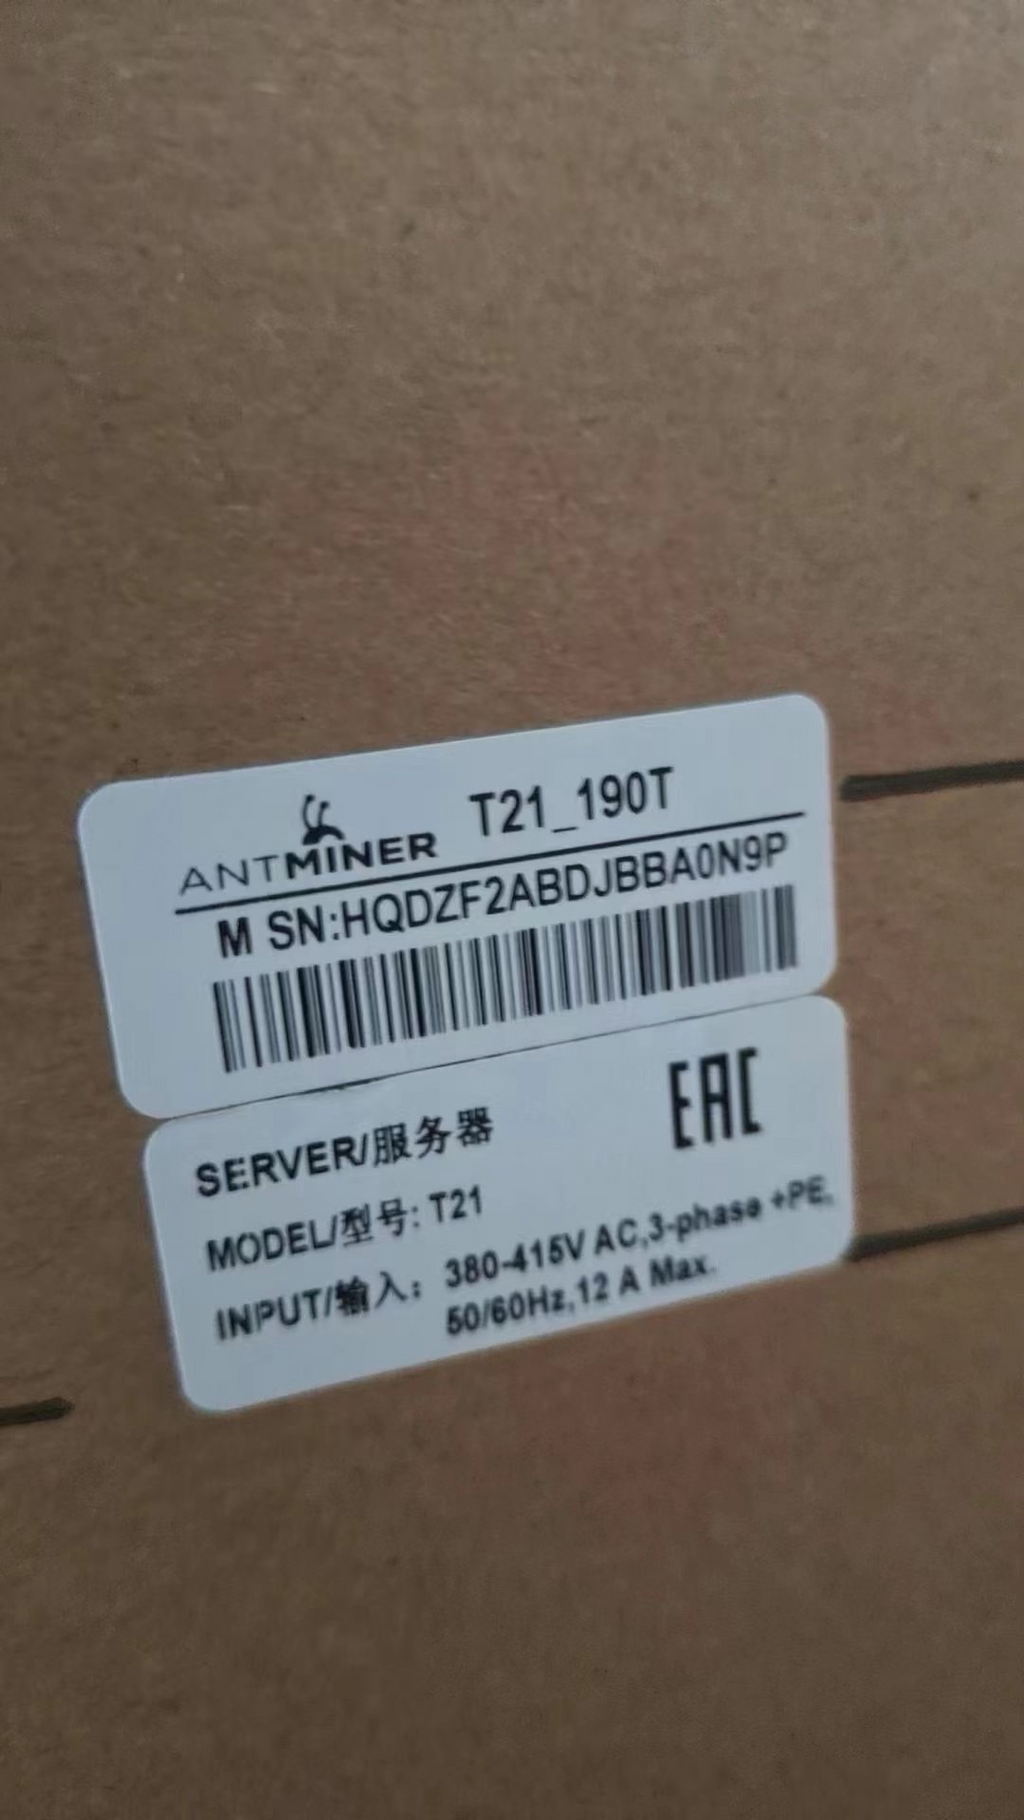 ANTMINER T21_190T
M SN:HQDZF2ABDJBBA0N9P
SERVER/服务器
EAC
MODEL/型号: T21
INPUT/输入: 380-415V AC,3-phase +PE,
50/60Hz,12 A Max.